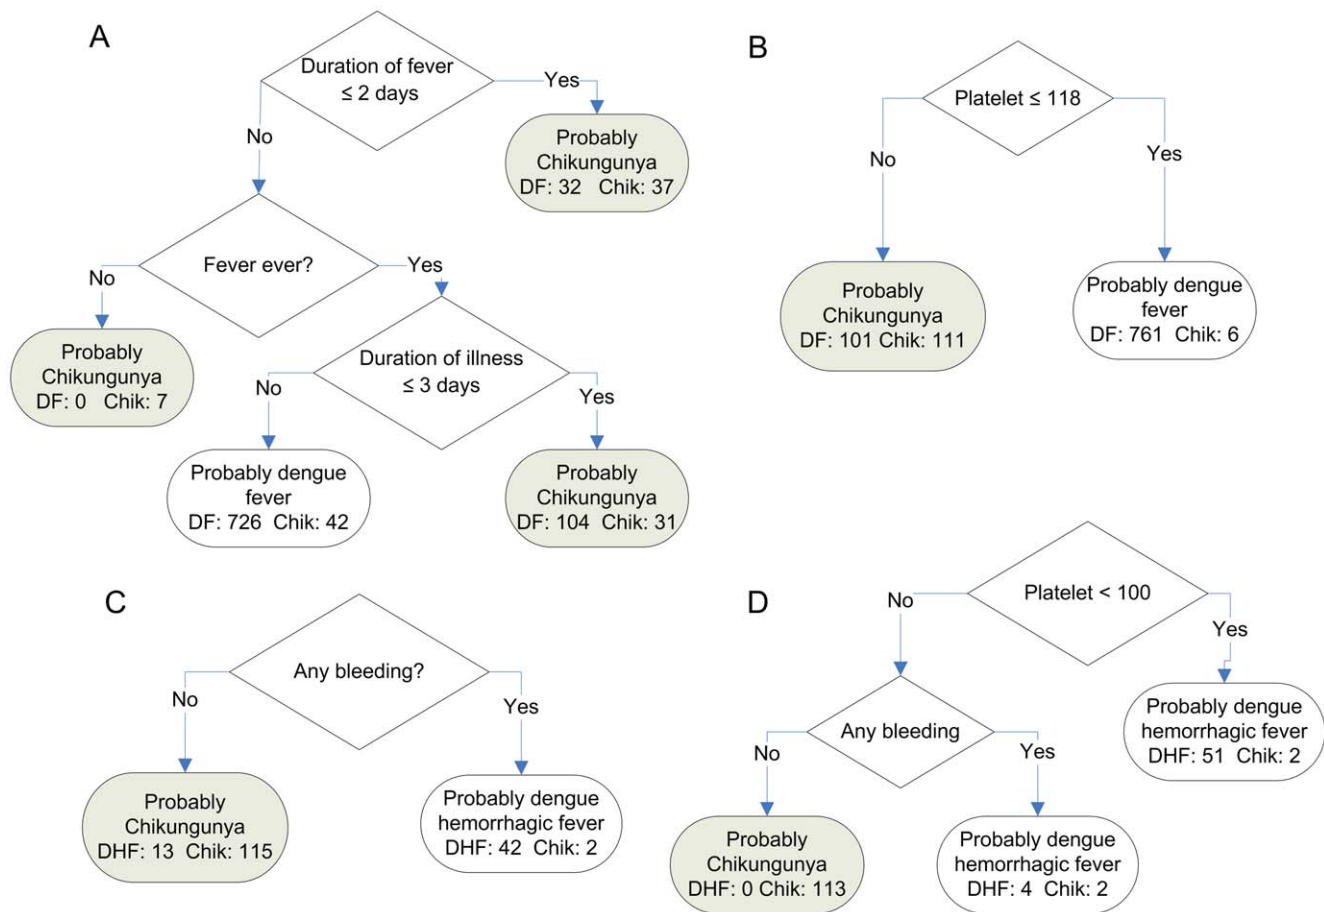 A
Duration of fever
≤ 2 days
Yes
No
Probably
Chikungunya
DF: 32 Chik: 37
Fever ever?
No
Yes
Probably
Chikungunya
DF: 0 Chik: 7
Duration of illness
≤ 3 days
No
Yes
Probably dengue
fever
DF: 726 Chik: 42
Probably
Chikungunya
DF: 104 Chik: 31
B
Platelet ≤ 118
No
Yes
Probably
Chikungunya
DF: 101 Chik: 111
Probably dengue
fever
DF: 761 Chik: 6
C
Any bleeding?
No
Yes
Probably
Chikungunya
DHF: 13 Chik: 115
Probably dengue
hemorrhagic fever
DHF: 42 Chik: 2
D
Platelet < 100
No
Yes
Probably dengue
hemorrhagic fever
DHF: 51 Chik: 2
Any bleeding
No
Yes
Probably
Chikungunya
DHF: 0 Chik: 113
Probably dengue
hemorrhagic fever
DHF: 4 Chik: 2